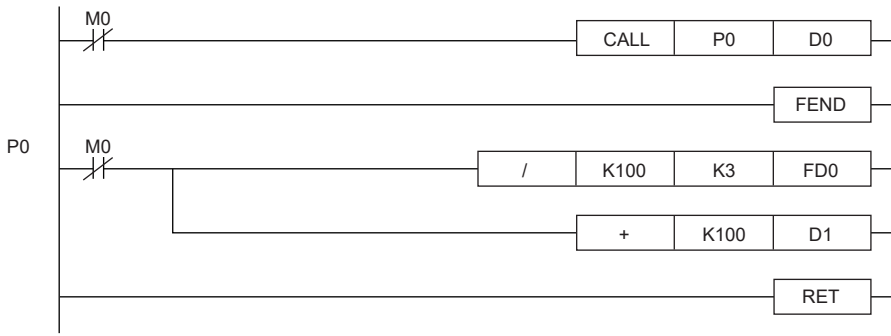 M0
CALL P0 D0
FEND
P0
M0
/ K100 K3 FD0
+ K100 D1
RET